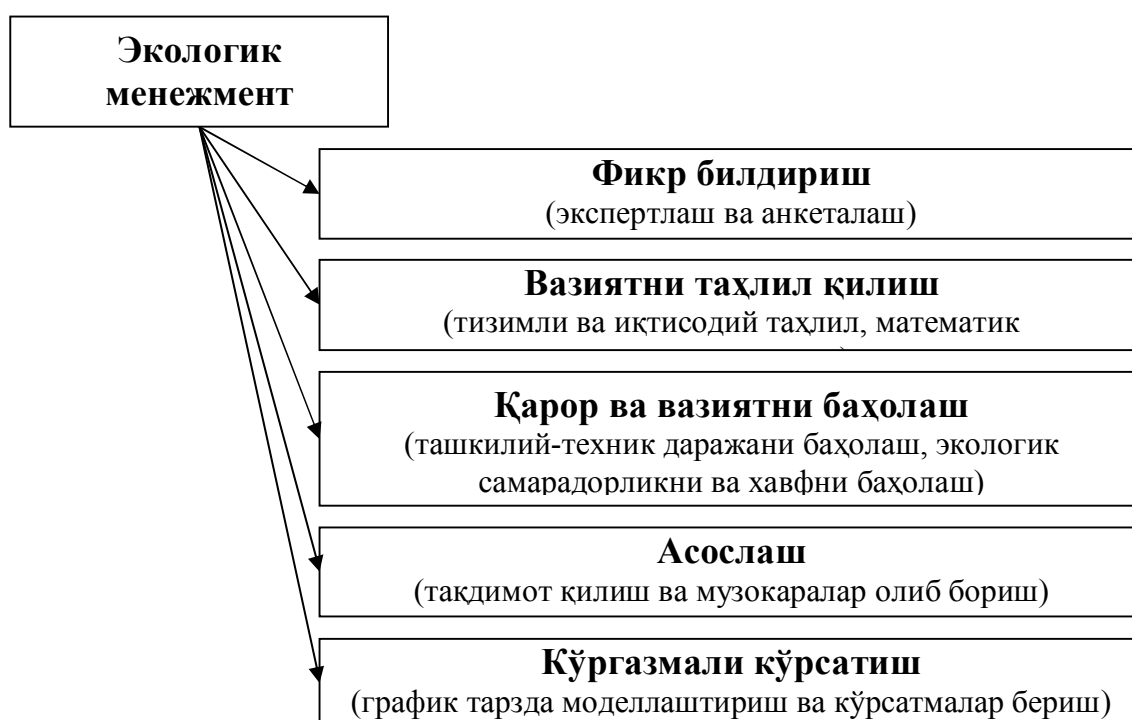 Экологик
менежмент
Фикр билдириш
(экспертлаш ва анкеталаш)
Вазиятни таҳлил қилиш
(тизимли ва иқтисодий таҳлил, математик
Қарор ва вазиятни баҳолаш
(ташкилий-техник даражани баҳолаш, экологик
самарадорликни ва хавфни баҳолаш)
Асослаш
(тақдимот қилиш ва музокаралар олиб бориш)
Кўргазмали кўрсатиш
(график тарзда моделлаштириш ва кўрсатмалар бериш)